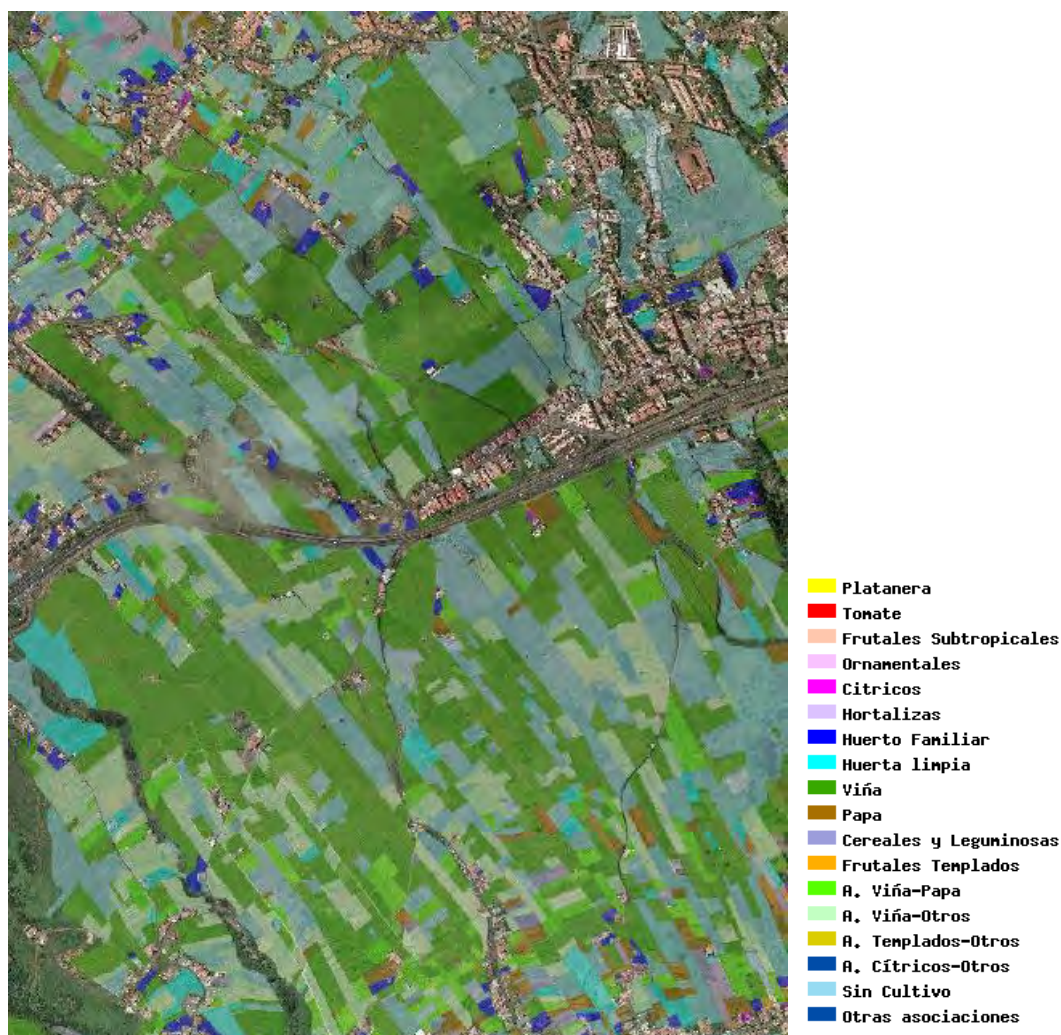 Platanera
Tomate
Frutales Subtropicales
Ornamentales
Citricos
Hortalizas
Huerto Familiar
Huerta limpia
Viña
Papa
Cereales y Leguminosas
Frutales Templados
A. Viña-Papa
A. Viña-Otros
A. Templados-Otros
A. Cítricos-Otros
Sin Cultivo
Otras asociaciones